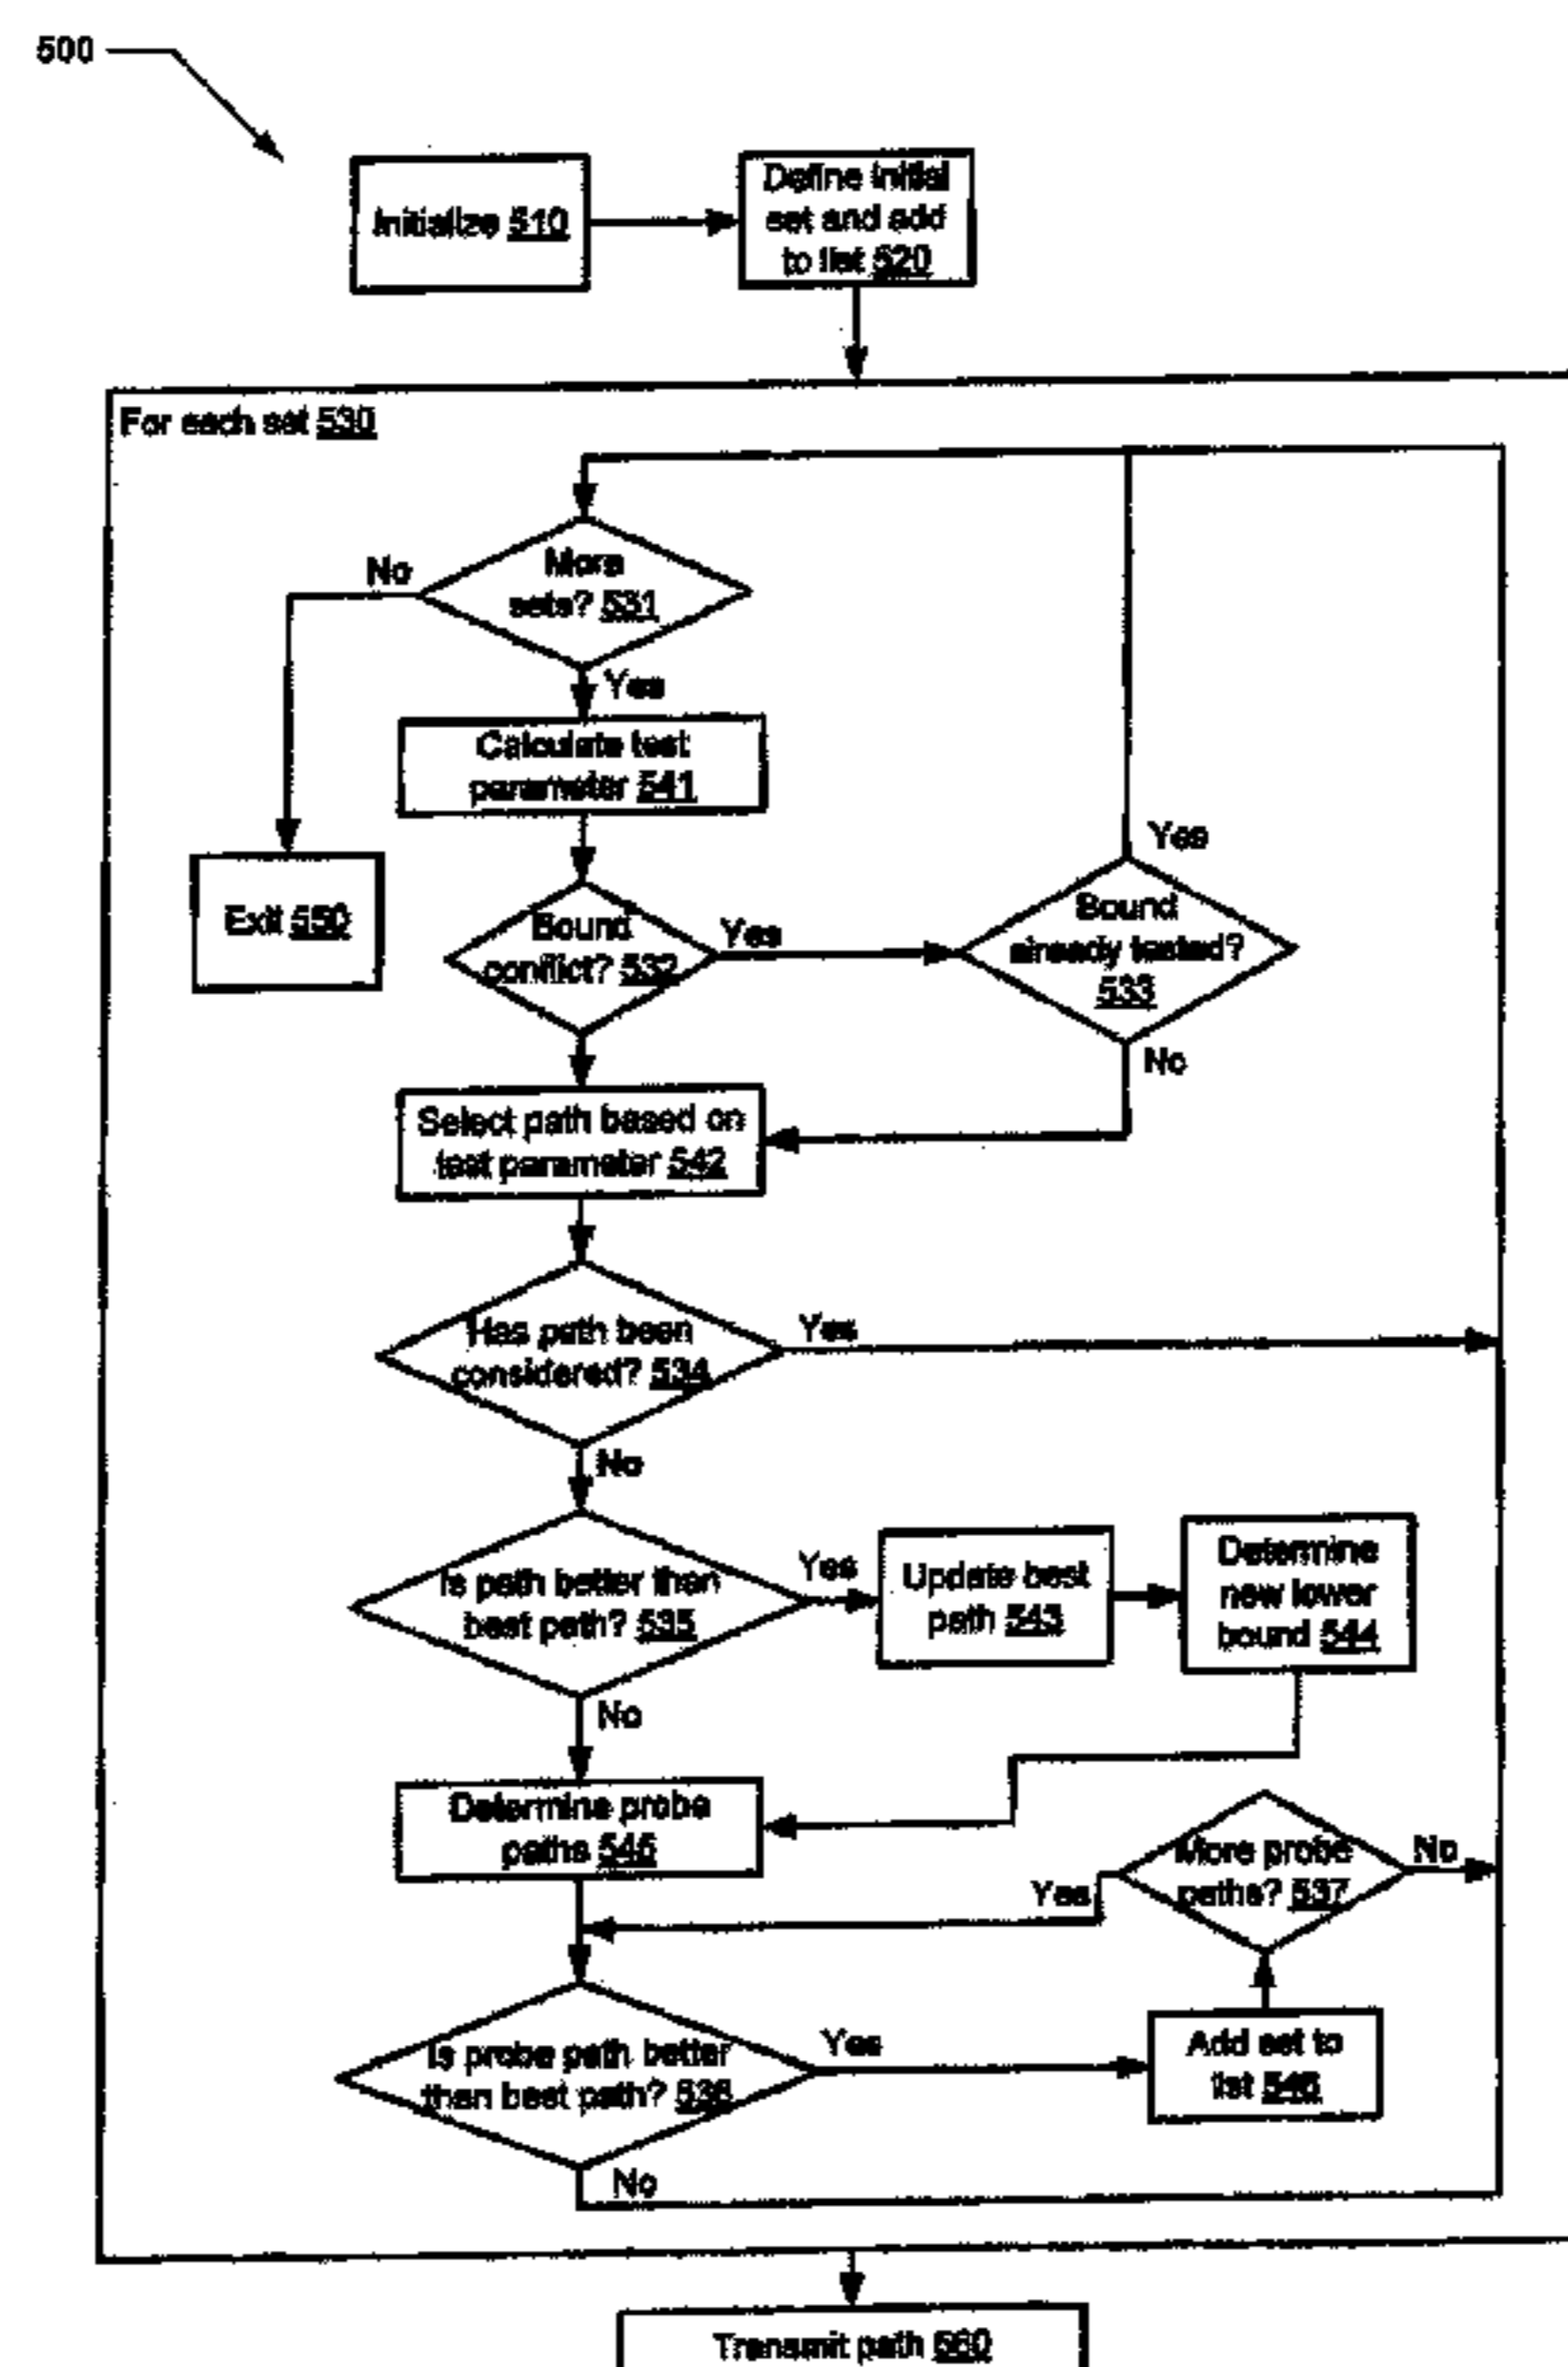 500
Initialize 510
Define initial
set and add
to list 520
For each set 530
More
sets? 531
No
Yes
Calculate test
parameter 541
Exit 550
Bound
conflict? 532
Yes
Yes
Bound
already tested?
533
No
Select path based on
test parameter 542
Has path been
considered? 534
Yes
No
Is path better than
best path? 535
Yes
Update best
path 543
Determine
new lower
bound 544
No
Determine probe
paths 545
More probe
paths? 537
No
Yes
Is probe path better
than best path? 536
Yes
Add set to
list 546
No
Transmit path 560